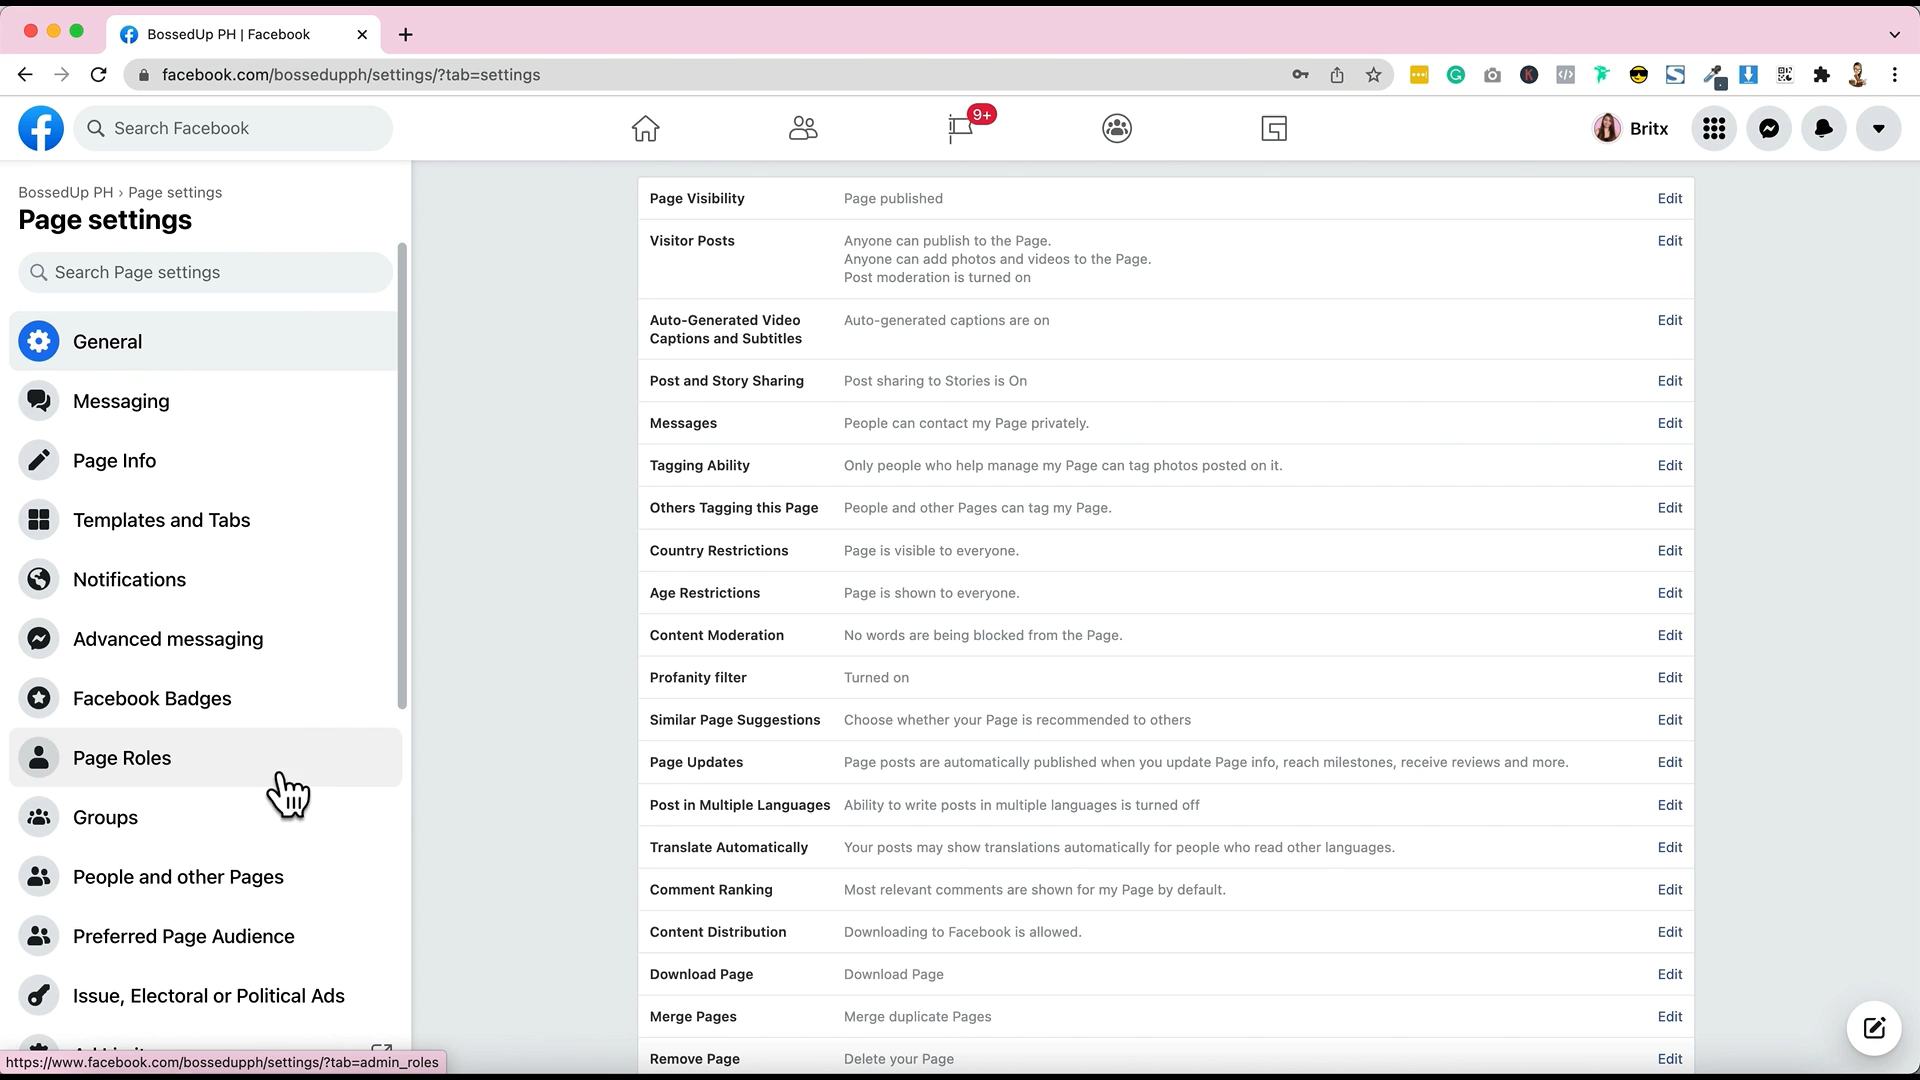 BossedUp PH | Facebook
facebook.com/bossedupph/settings/?tab=settings
Search Facebook
9+
Britx
BossedUp PH › Page settings
Page settings
Search Page settings
General
Messaging
Page Info
Templates and Tabs
Notifications
Advanced messaging
Facebook Badges
Page Roles
Groups
People and other Pages
Preferred Page Audience
Issue, Electoral or Political Ads
https://www.facebook.com/bossedupph/settings/?tab=admin_roles
Page Visibility Page published Edit
Visitor Posts Anyone can publish to the Page. Edit
Anyone can add photos and videos to the Page.
Post moderation is turned on
Auto-Generated Video Auto-generated captions are on Edit
Captions and Subtitles
Post and Story Sharing Post sharing to Stories is On Edit
Messages People can contact my Page privately. Edit
Tagging Ability Only people who help manage my Page can tag photos posted on it. Edit
Others Tagging this Page People and other Pages can tag my Page. Edit
Country Restrictions Page is visible to everyone. Edit
Age Restrictions Page is shown to everyone. Edit
Content Moderation No words are being blocked from the Page. Edit
Profanity filter Turned on Edit
Similar Page Suggestions Choose whether your Page is recommended to others Edit
Page Updates Page posts are automatically published when you update Page info, reach milestones, receive reviews and more. Edit
Post in Multiple Languages Ability to write posts in multiple languages is turned off Edit
Translate Automatically Your posts may show translations automatically for people who read other languages. Edit
Comment Ranking Most relevant comments are shown for my Page by default. Edit
Content Distribution Downloading to Facebook is allowed. Edit
Download Page Download Page Edit
Merge Pages Merge duplicate Pages Edit
Remove Page Delete your Page Edit